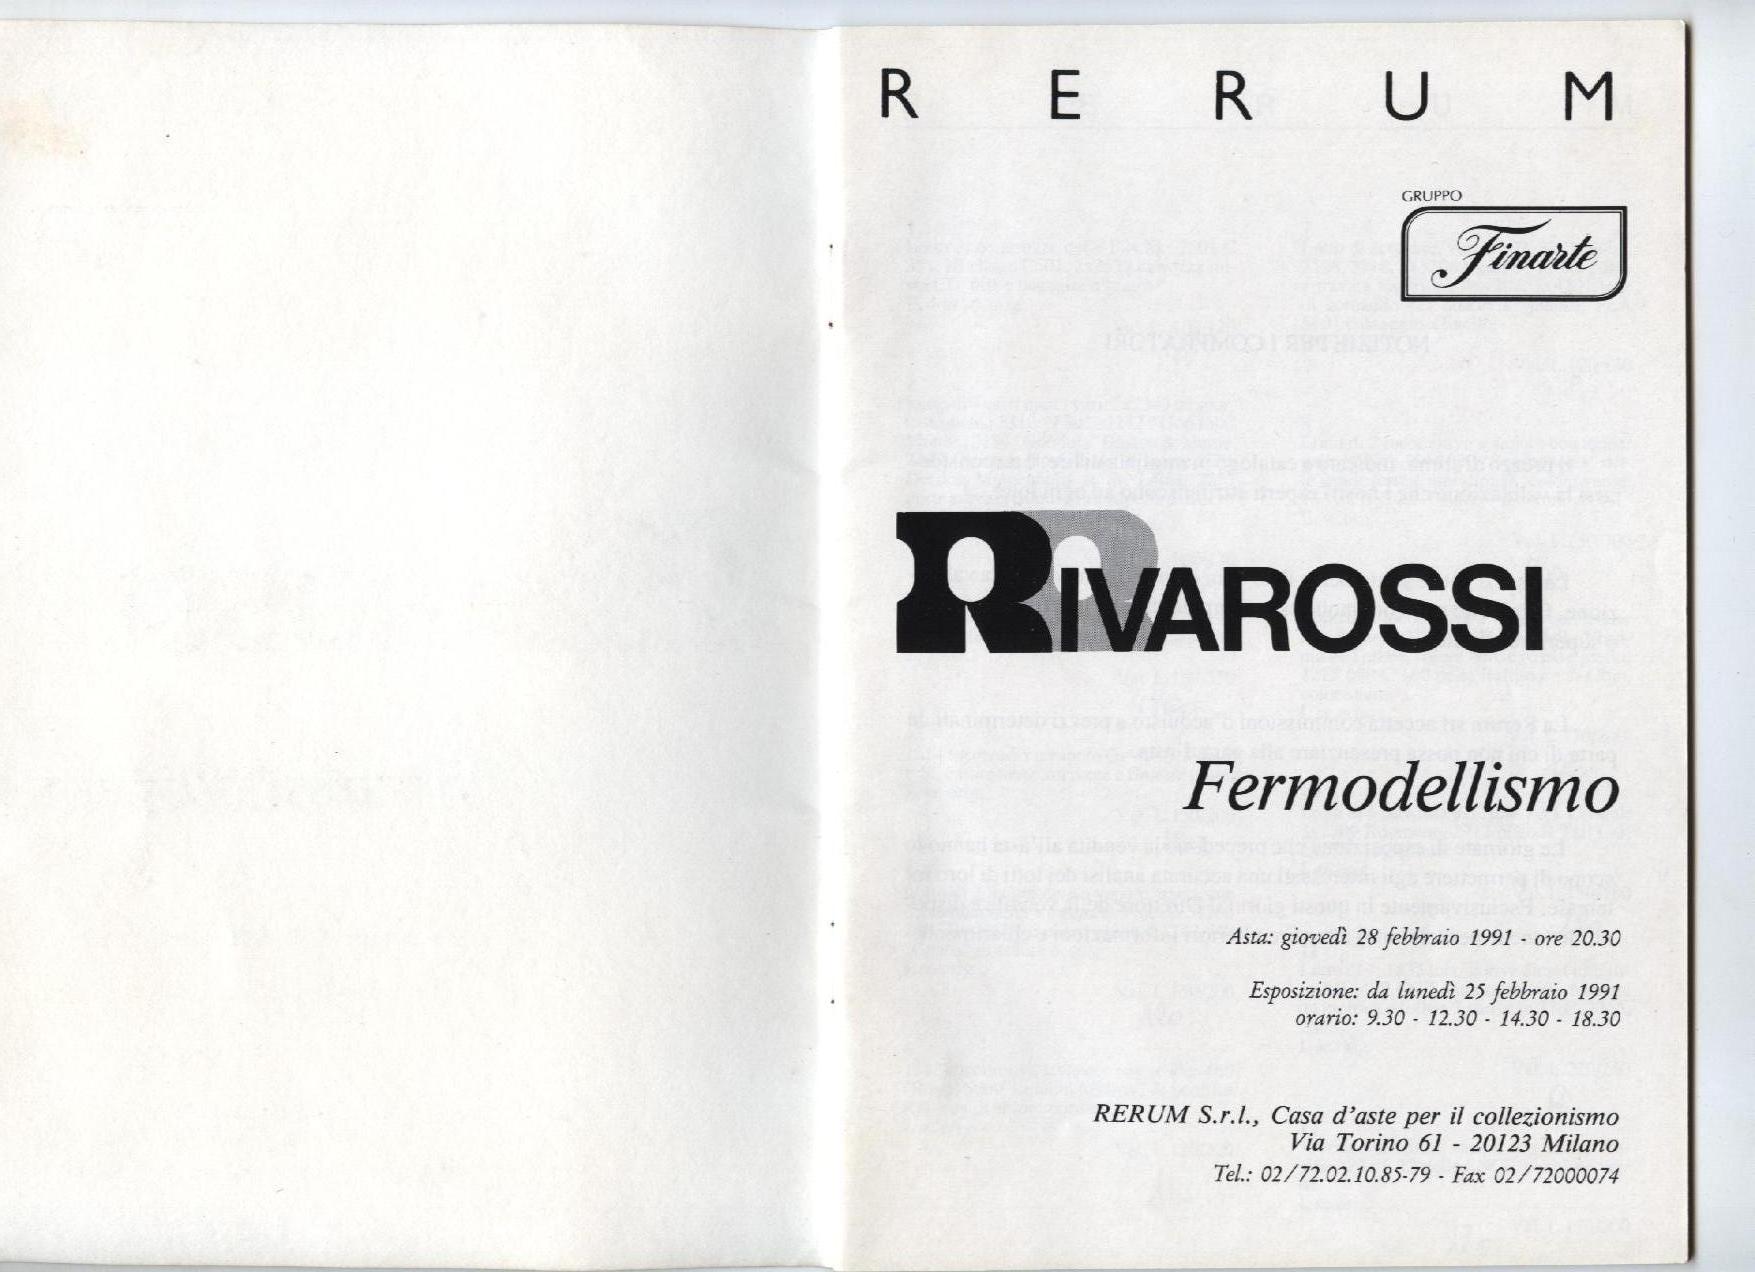 RERUM
GRUPPO
Finarte
RIVAROSSI
Fermodellismo
Asta: giovedì 28 febbraio 1991 - ore 20.30
Esposizione: da lunedì 25 febbraio 1991
orario: 9.30 - 12.30 - 14.30 - 18.30
RERUM S.r.l., Casa d'aste per il collezionismo
Via Torino 61 - 20123 Milano
Tel.: 02/72.02.10.85-79 - Fax 02/72000074